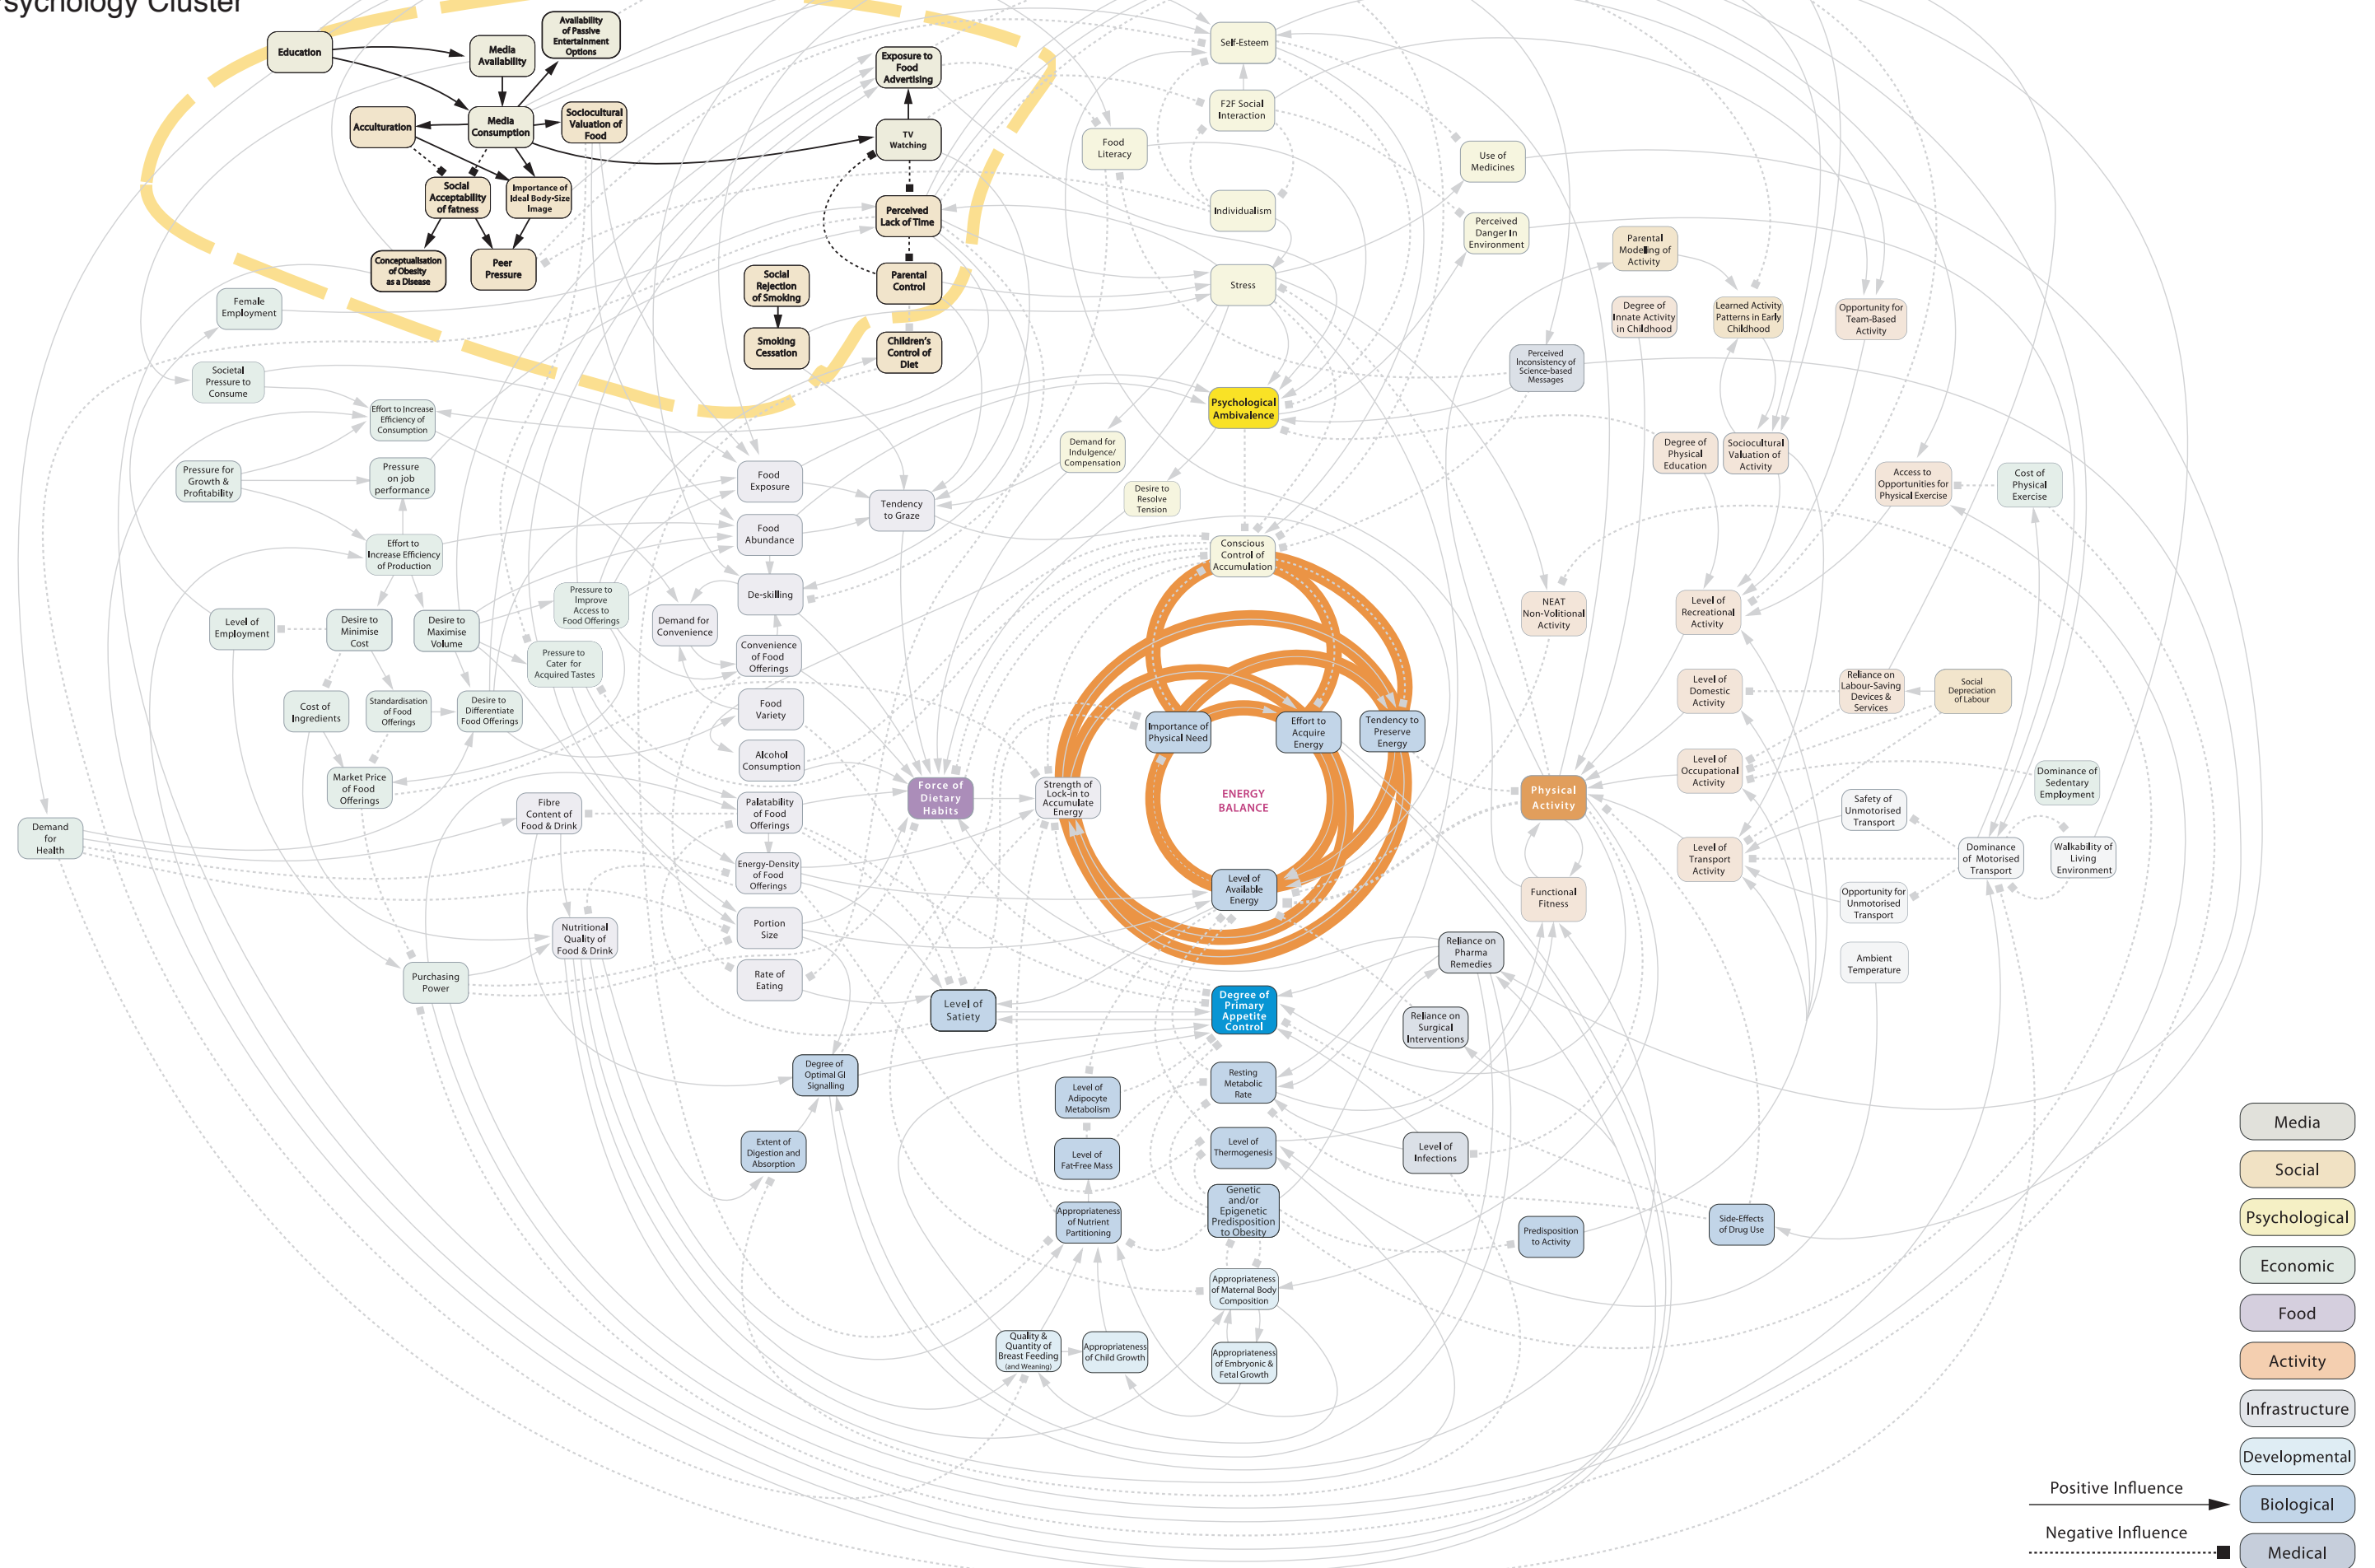 sychology Cluster
Education
Media
Availability
Availability
of Passive
Entertainment
Options
Exposure to
Food
Advertising
Self-Esteem
Acculturation
Media
Consumption
Sociocultural
Valuation of
Food
TV
Watching
F2F Social
Interaction
Food
Literacy
Use of
Medicines
Social
Acceptability
of fatness
Importance of
Ideal Body-Size
Image
Perceived
Lack of Time
Individualism
Perceived
Danger In
Environment
Parental
Modeling of
Activity
Conceptualisation
of Obesity
as a Disease
Peer
Pressure
Social
Rejection
of Smoking
Parental
Control
Stress
Female
Employment
Degree of
Innate Activity
in Childhood
Learned Activity
Patterns in Early
Childhood
Opportunity for
Team-Based
Activity
Smoking
Cessation
Children's
Control of
Diet
Perceived
Inconsistency of
Science-based
Messages
Societal
Pressure to
Consume
Effort to Increase
Efficiency of
Consumption
Psychological
Ambivalence
Demand for
Indulgence/
Compensation
Degree of
Physical
Education
Sociocultural
Valuation of
Activity
Pressure for
Growth &
Profitability
Pressure
on job
performance
Food
Exposure
Tendency
to Graze
Desire to
Resolve
Tension
Access to
Opportunities for
Physical Exercise
Cost of
Physical
Exercise
Effort to
Increase Efficiency
of Production
Food
Abundance
Conscious
Control of
Accumulation
De-skilling
Pressure to
Improve
Access to
Food Offerings
Level of
Employment
Desire to
Minimise
Cost
Desire to
Maximise
Volume
Demand for
Convenience
NEAT
Non-Volitional
Activity
Level of
Recreational
Activity
Pressure to
Cater for
Acquired Tastes
Convenience
of Food
Offerings
Cost of
Ingredients
Standardisation
of Food
Offerings
Desire to
Differentiate
Food Offerings
Food
Variety
Importance of
Physical Need
Effort to
Acquire
Energy
Tendency to
Preserve
Energy
Level of
Domestic
Activity
Reliance on
Labour-Saving
Devices &
Services
Social
Depreciation
of Labour
Alcohol
Consumption
Market Price
of Food
Offerings
Force of
Dietary
Habits
Strength of
Lock-in to
Accumulate
Energy
ENERGY
BALANCE
Physical
Activity
Level of
Occupational
Activity
Dominance of
Sedentary
Employment
Demand
for
Health
Fibre
Content of
Food & Drink
Palatability
of Food
Offerings
Safety of
Unmotorised
Transport
Level of
Transport
Activity
Dominance
of Motorised
Transport
Walkability of
Living
Environment
Energy-Density
of Food
Offerings
Level of
Available
Energy
Functional
Fitness
Opportunity for
Unmotorised
Transport
Portion
Size
Nutritional
Quality of
Food & Drink
Reliance on
Pharma
Remedies
Ambient
Temperature
Purchasing
Power
Rate of
Eating
Level of
Satiety
Degree of
Primary
Appetite
Control
Reliance on
Surgical
Interventions
Degree of
Optimal GI
Signalling
Level of
Adipocyte
Metabolism
Resting
Metabolic
Rate
Extent of
Digestion and
Absorption
Level of
Fat-Free Mass
Level of
Thermogenesis
Level of
Infections
Appropriateness
of Nutrient
Partitioning
Genetic
and/or
Epigenetic
Predisposition
to Obesity
Predisposition
to Activity
Side-Effects
of Drug Use
Appropriateness
of Maternal Body
Composition
Quality &
Quantity of
Breast Feeding
(and Weaning)
Appropriateness
of Child Growth
Appropriateness
of Embryonic &
Fetal Growth
Media
Social
Psychological
Economic
Food
Activity
Infrastructure
Developmental
Biological
Medical
Positive Influence
Negative Influence